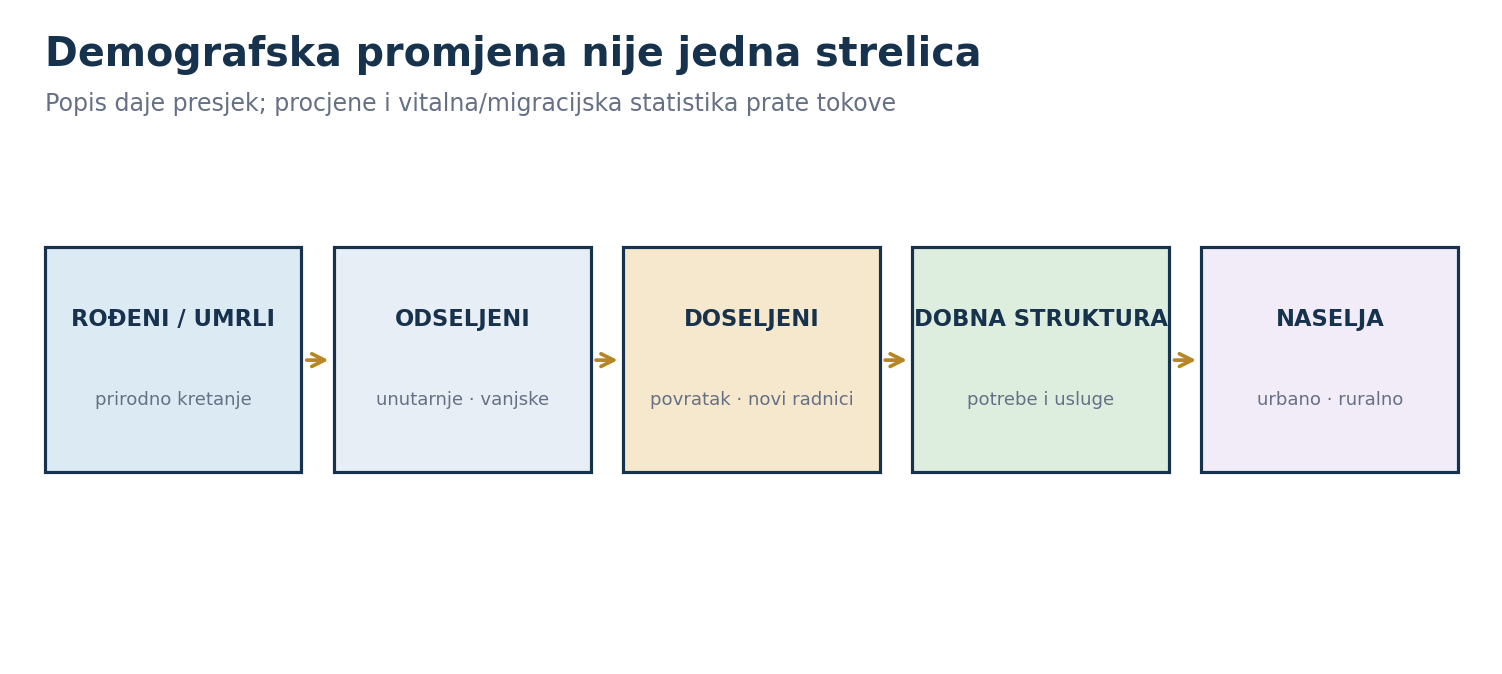 Demografska promjena nije jedna strelica
Popis daje presjek; procjene i vitalna/migracijska statistika prate tokove
ROĐENI / UMRLI
prirodno kretanje
ODSELJENI
unutarnje · vanjske
DOSELJENI
povratak · novi radnici
DOBNA STRUKTURA
potrebe i usluge
NASELJA
urbano · ruralno